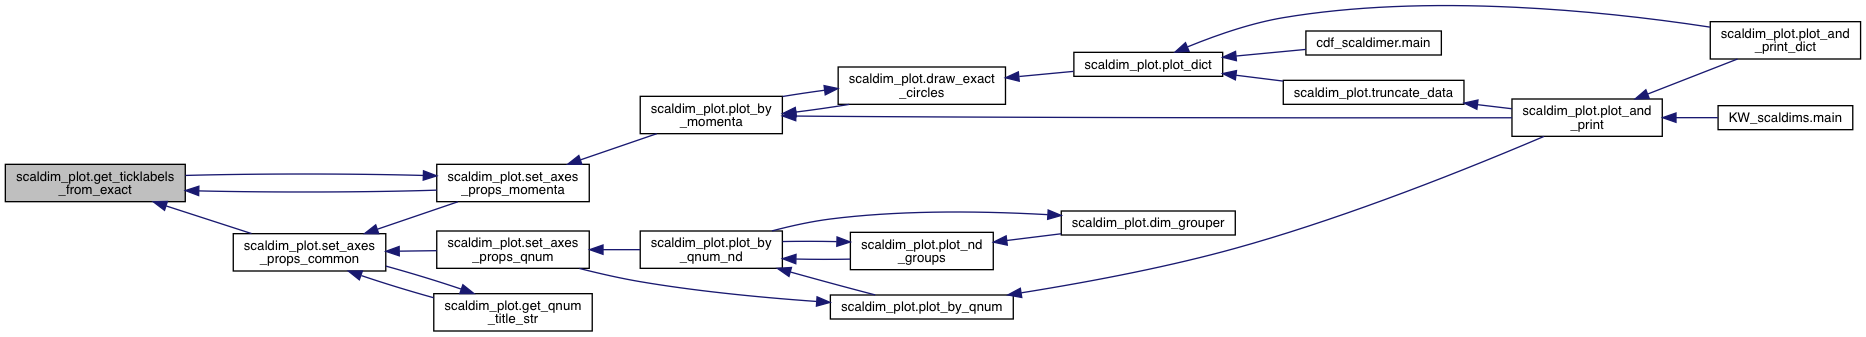 scaldim_plot.get_ticklabels
_from_exact
scaldim_plot.set_axes
_props_momenta
scaldim_plot.set_axes
_props_common
scaldim_plot.set_axes
_props_qnum
scaldim_plot.get_qnum
_title_str
scaldim_plot.plot_by
_momenta
scaldim_plot.draw_exact
_circles
scaldim_plot.plot_dict
cdf_scaldimer.main
scaldim_plot.truncate_data
scaldim_plot.plot_and
_print_dict
scaldim_plot.plot_and
_print
KW_scaldims.main
scaldim_plot.plot_by
_qnum_nd
scaldim_plot.plot_nd
_groups
scaldim_plot.dim_grouper
scaldim_plot.plot_by_qnum